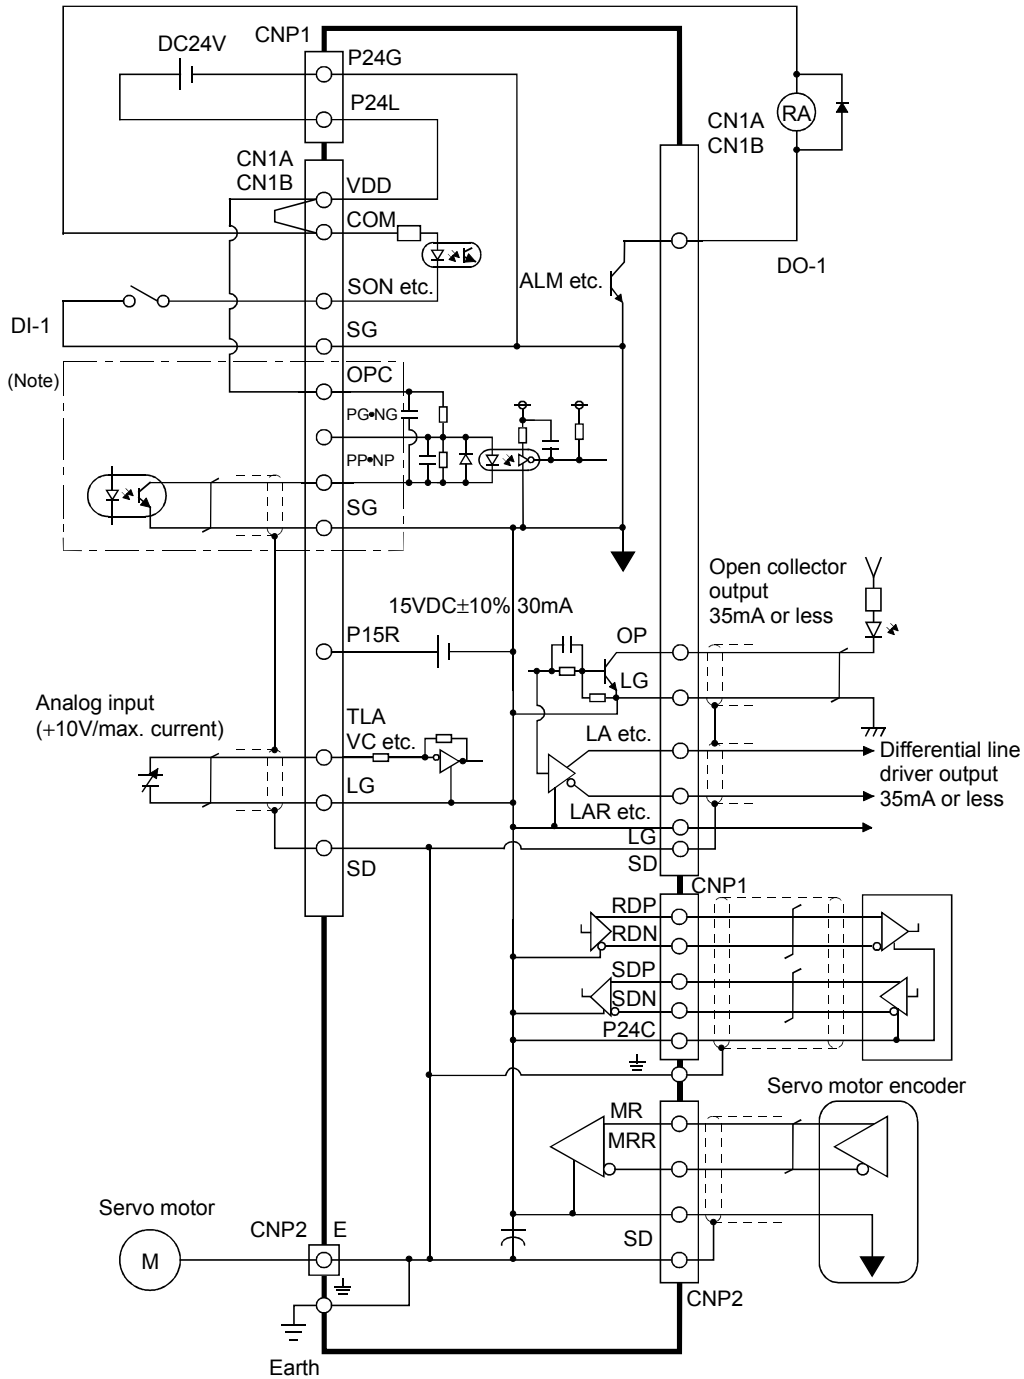 DC24V
CNP1
P24G
P24L
CN1A
CN1B
VDD
COM
SON etc.
SG
DI-1
(Note)
OPC
PG•NG
PP•NP
SG
15VDC±10% 30mA
P15R
Analog input
(+10V/max. current)
TLA
VC etc.
LG
SD
Servo motor
M
CNP2
E
Earth
RA
CN1A
CN1B
DO-1
ALM etc.
Open collector
output
35mA or less
OP
LG
LA etc.
Differential line
driver output
35mA or less
LAR etc.
LG
SD
CNP1
RDP
RDN
SDP
SDN
P24C
Servo motor encoder
MR
MRR
SD
CNP2